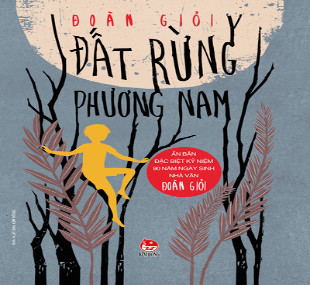 ĐOÀN GIỎI
ĐẤT RỪNG
PHƯƠNG NAM
ẤN BẢN
ĐẶC BIỆT KỶ NIỆM
90 NĂM NGÀY SINH
NHÀ VĂN
ĐOÀN GIỎI